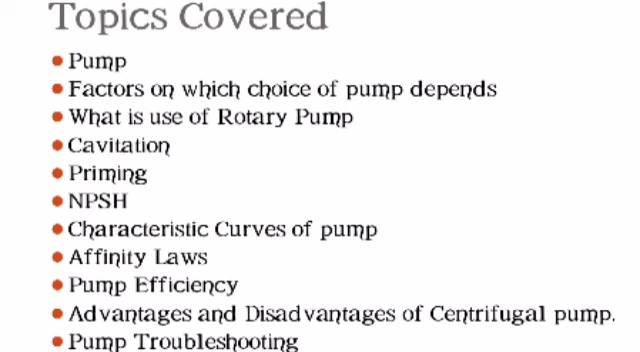 Topics Covered
Pump
Factors on which choice of pump depends
What is use of Rotary Pump
Cavitation
Priming
NPSH
Characteristic Curves of pump
Affinity Laws
Pump Efficiency
Advantages and Disadvantages of Centrifugal pump.
Pump Troubleshooting